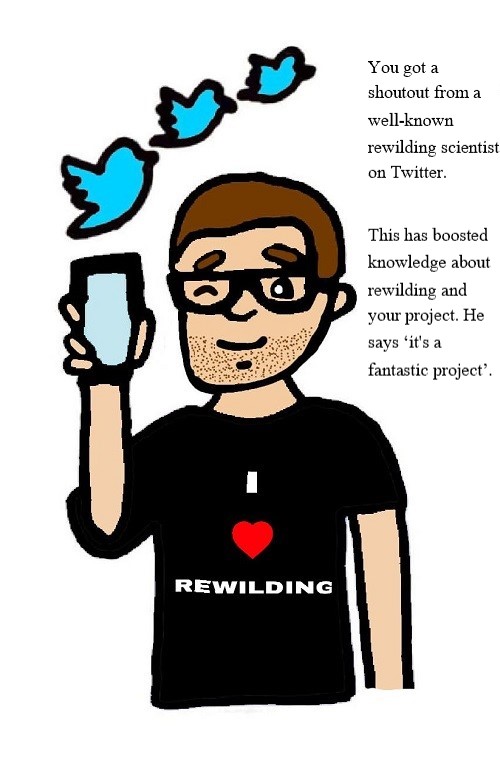 You got a
shoutout from a
well-known
rewilding scientist
on Twitter.
This has boosted
knowledge about
rewilding and
your project. He
says ‘it's a
fantastic project’.
I
REWILDING